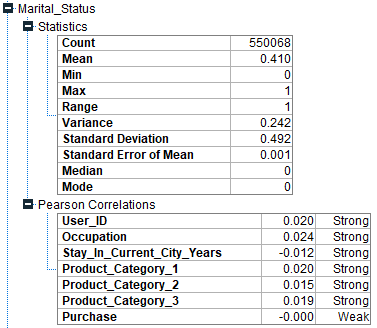 Marital_Status
Statistics
Count 550068
Mean 0.410
Min 0
Max 1
Range 1
Variance 0.242
Standard Deviation 0.492
Standard Error of Mean 0.001
Median 0
Mode 0
Pearson Correlations
User_ID 0.020 Strong
Occupation 0.024 Strong
Stay_In_Current_City_Years -0.012 Strong
Product_Category_1 0.020 Strong
Product_Category_2 0.015 Strong
Product_Category_3 0.019 Strong
Purchase -0.000 Weak